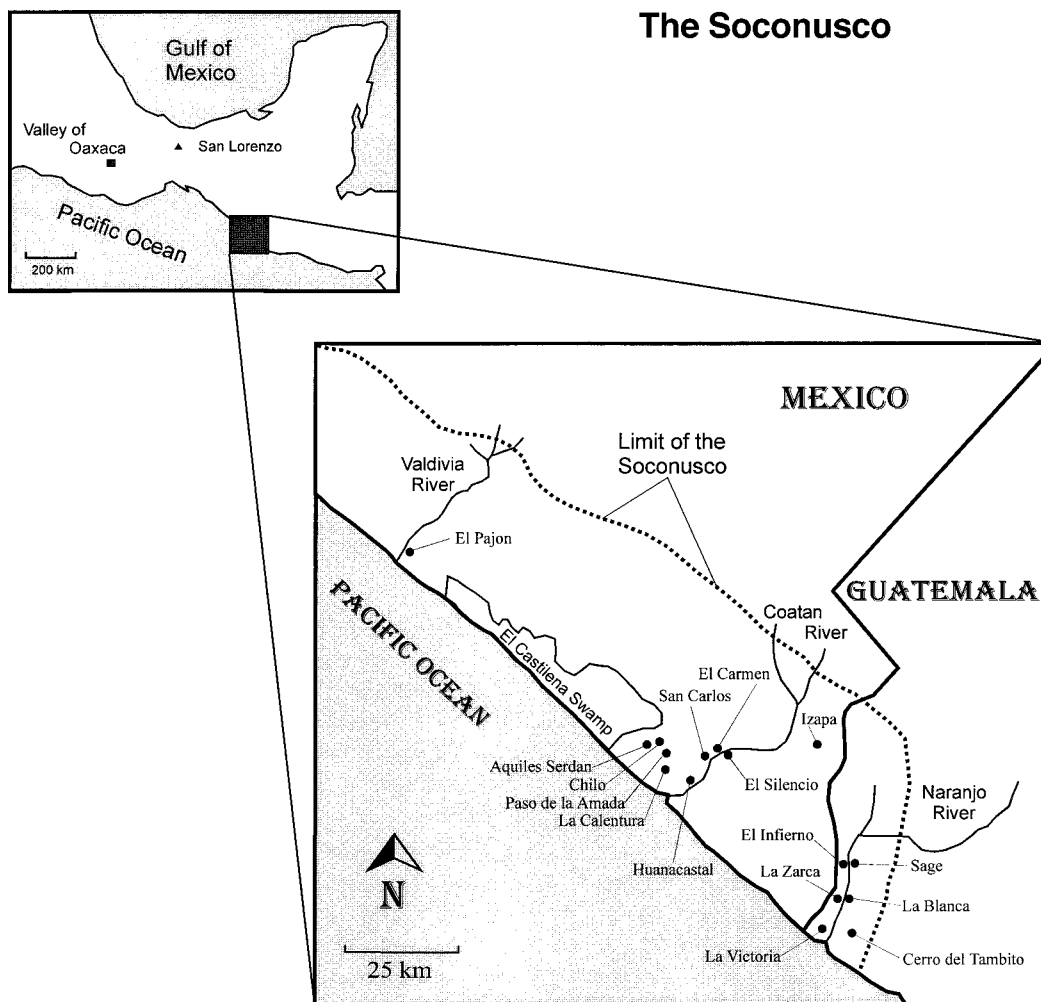 The Soconusco
Gulf of
Mexico
Valley of
Oaxaca
San Lorenzo
Pacific Ocean
200 km
MEXICO
Limit of the
Soconusco
Valdivia
River
El Pajon
GUATEMALA
PACIFIC OCEAN
El Castilena Swamp
Coatan
River
El Carmen
San Carlos
Izapa
Aquiles Serdan
Chilo
Paso de la Amada
La Calentura
El Silencio
Huanacastal
Naranjo
River
El Infierno
Sage
La Zarca
La Blanca
La Victoria
Cerro del Tambito
N
25 km